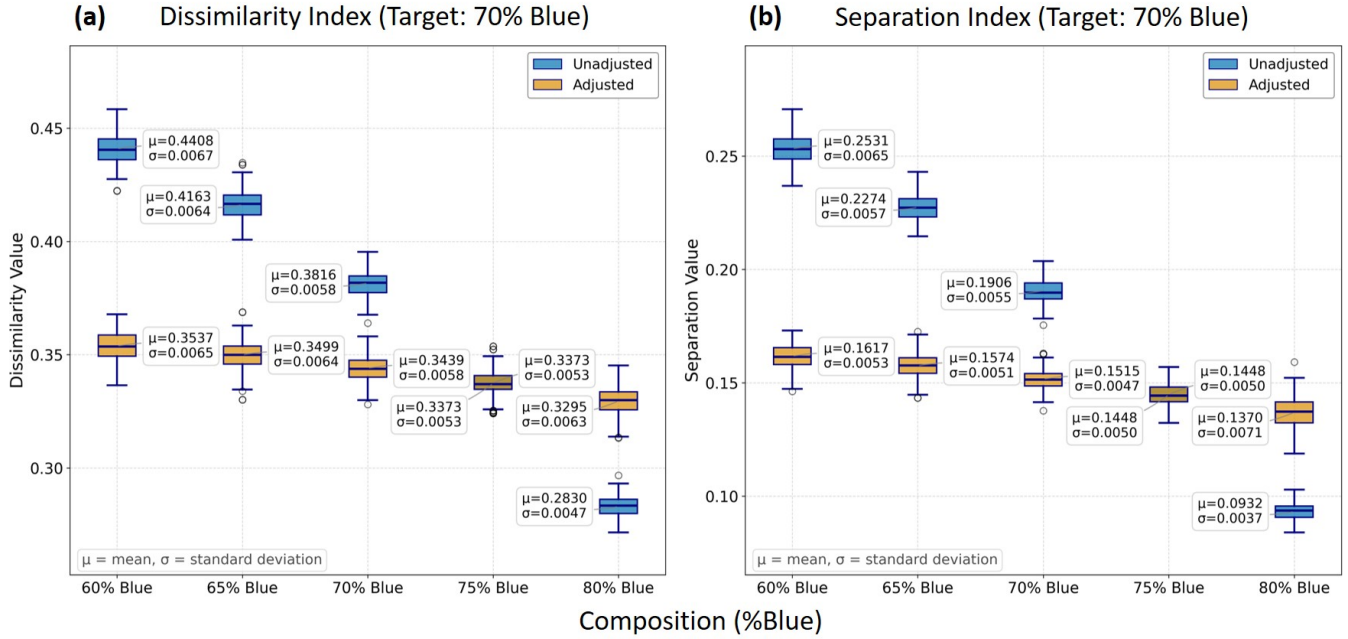 (a) Dissimilarity Index (Target: 70% Blue)
Unadjusted
Adjusted
Dissimilarity Value
0.45
0.40
0.35
0.30
μ=0.4408
σ=0.0067
μ=0.4163
σ=0.0064
μ=0.3816
σ=0.0058
μ=0.3537
σ=0.0065
μ=0.3499
σ=0.0064
μ=0.3439
σ=0.0058
μ=0.3373
σ=0.0053
μ=0.3373
σ=0.0053
μ=0.3295
σ=0.0063
μ=0.2830
σ=0.0047
μ = mean, σ = standard deviation
60% Blue 65% Blue 70% Blue 75% Blue 80% Blue
(b) Separation Index (Target: 70% Blue)
Unadjusted
Adjusted
Separation Value
0.25
0.20
0.15
0.10
μ=0.2531
σ=0.0065
μ=0.2274
σ=0.0057
μ=0.1906
σ=0.0055
μ=0.1617
σ=0.0053
μ=0.1574
σ=0.0051
μ=0.1515
σ=0.0047
μ=0.1448
σ=0.0050
μ=0.1448
σ=0.0050
μ=0.1370
σ=0.0071
μ=0.0932
σ=0.0037
μ = mean, σ = standard deviation
60% Blue 65% Blue 70% Blue 75% Blue 80% Blue
Composition (%Blue)